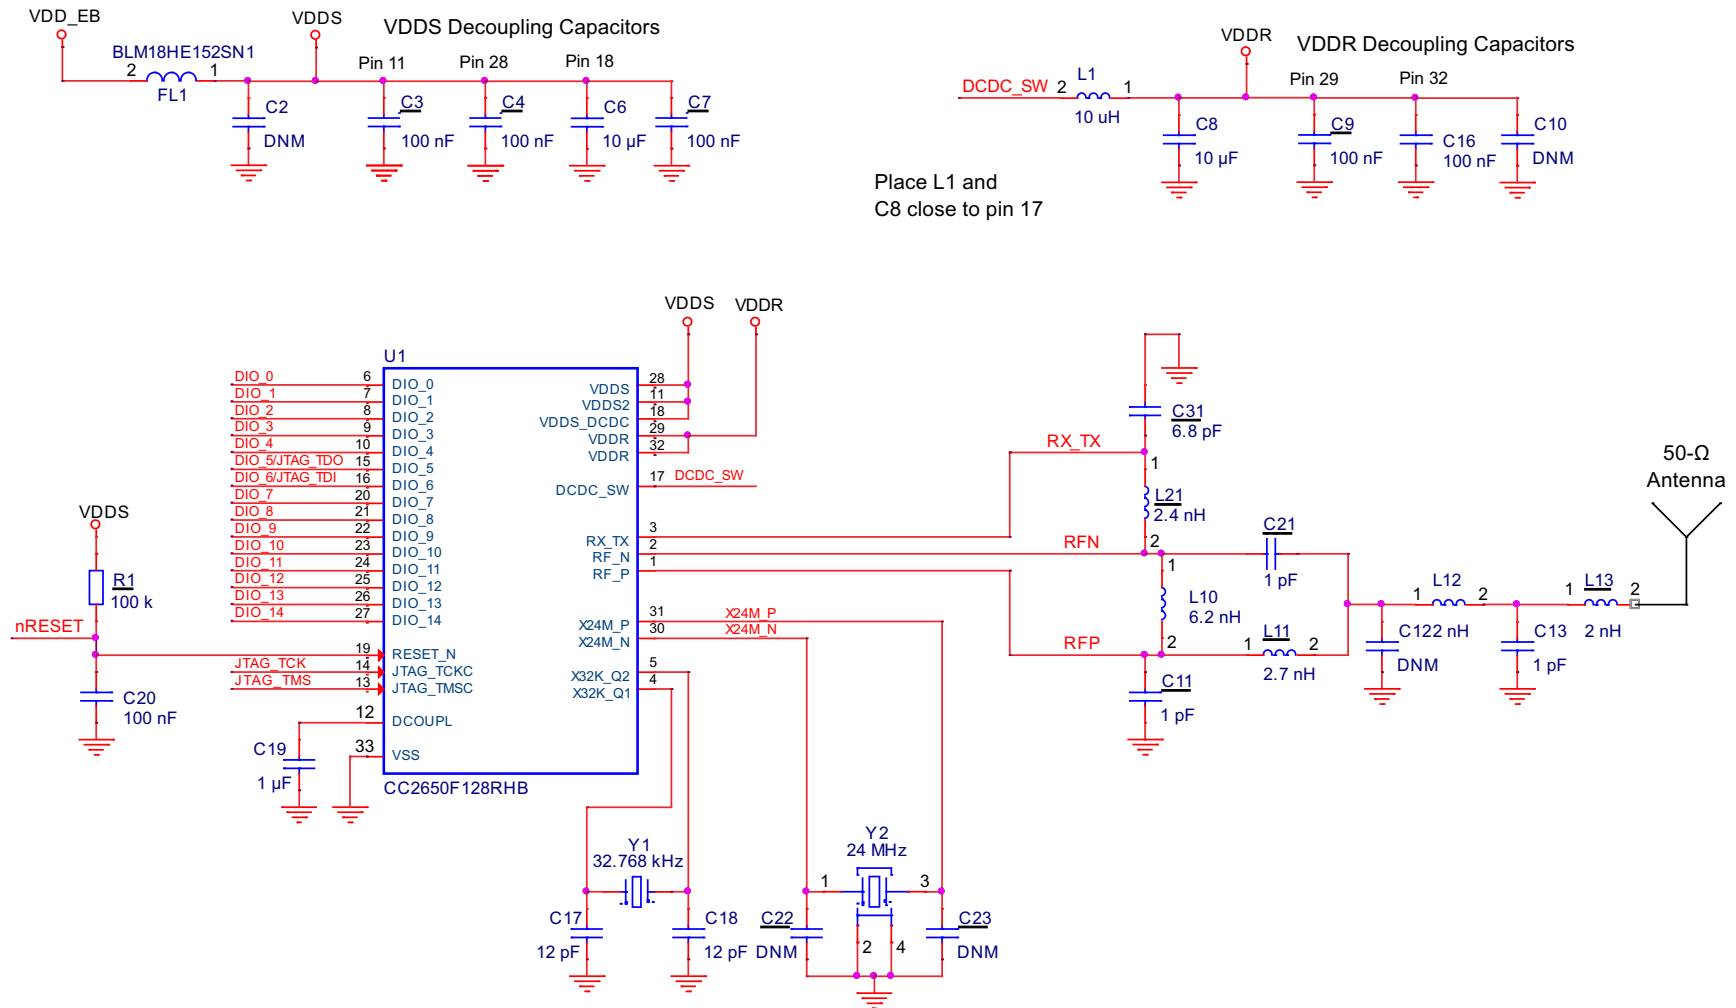 VDD_EB
VDDS
VDDS Decoupling Capacitors
BLM18HE152SN1
2
1
FL1
Pin 11
Pin 28
Pin 18
C2
DNM
C3
100 nF
C4
100 nF
C6
10 µF
C7
100 nF
VDDR
VDDR Decoupling Capacitors
DCDC_SW
2
L1
1
10 uH
Pin 29
Pin 32
C8
10 µF
C9
100 nF
C16
100 nF
C10
DNM
Place L1 and
C8 close to pin 17
VDDS
VDDR
U1
DIO_0
6
DIO_0
DIO_1
7
DIO_1
DIO_2
8
DIO_2
DIO_3
9
DIO_3
DIO_4
10
DIO_4
DIO_5/JTAG_TDO
15
DIO_5
DIO_6/JTAG_TDI
16
DIO_6
DIO_7
20
DIO_7
DIO_8
21
DIO_8
DIO_9
22
DIO_9
DIO_10
23
DIO_10
DIO_11
24
DIO_11
DIO_12
25
DIO_12
DIO_13
26
DIO_13
DIO_14
27
DIO_14
19
RESET_N
JTAG_TCK
14
JTAG_TCKC
JTAG_TMS
13
JTAG_TMSC
12
DCOUPL
33
VSS
CC2650F128RHB
VDDS
28
VDDS2
11
VDDS_DCDC
18
VDDR
29
VDDR
32
DCDC_SW
17
DCDC_SW
RX_TX
3
RF_N
2
RF_P
1
X24M_P
31
X24M_P
X24M_N
30
X24M_N
X32K_Q2
5
X32K_Q1
4
VDDS
R1
100 k
nRESET
C20
100 nF
C19
1 µF
Y1
32.768 kHz
C17
12 pF
C18
12 pF
Y2
24 MHz
1
3
2
4
C22
DNM
C23
DNM
C31
6.8 pF
RX_TX
1
L21
2.4 nH
2
RFN
C21
1 pF
1
L10
6.2 nH
2
RFP
1
L11
2
2.7 nH
C11
1 pF
1
L12
2
C122 nH
DNM
C13
1 pF
1
L13
2
2 nH
50-Ω
Antenna